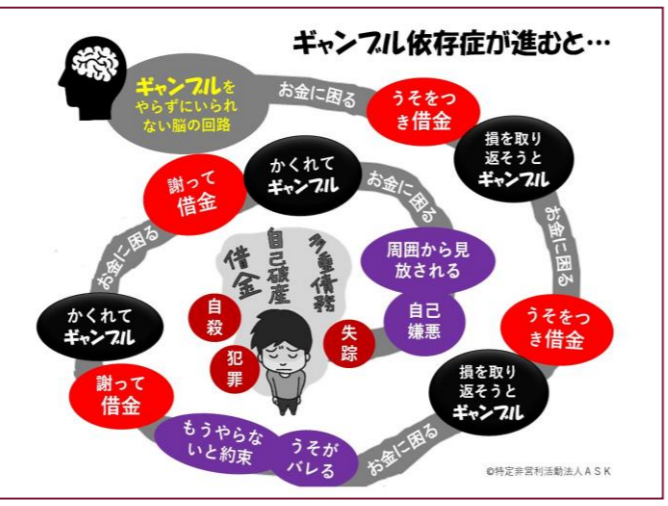 ギャンブル依存症が進むと…
ギャンブルを
やらずにいられ
ない脳の回路
お金に困る
うそをつ
き借金
損を取り
返そうと
ギャンブル
お金に困る
うそをつ
き借金
損を取り
返そうと
ギャンブル
お金に困る
うそが
バレる
もうやらな
いと約束
謝って
借金
かくれて
ギャンブル
お金に困る
謝って
借金
かくれて
ギャンブル
お金に困る
周囲から見
放される
自己
嫌悪
失踪
多重債務
自己破産
借金
自殺
犯罪
©特定非営利活動法人ASK